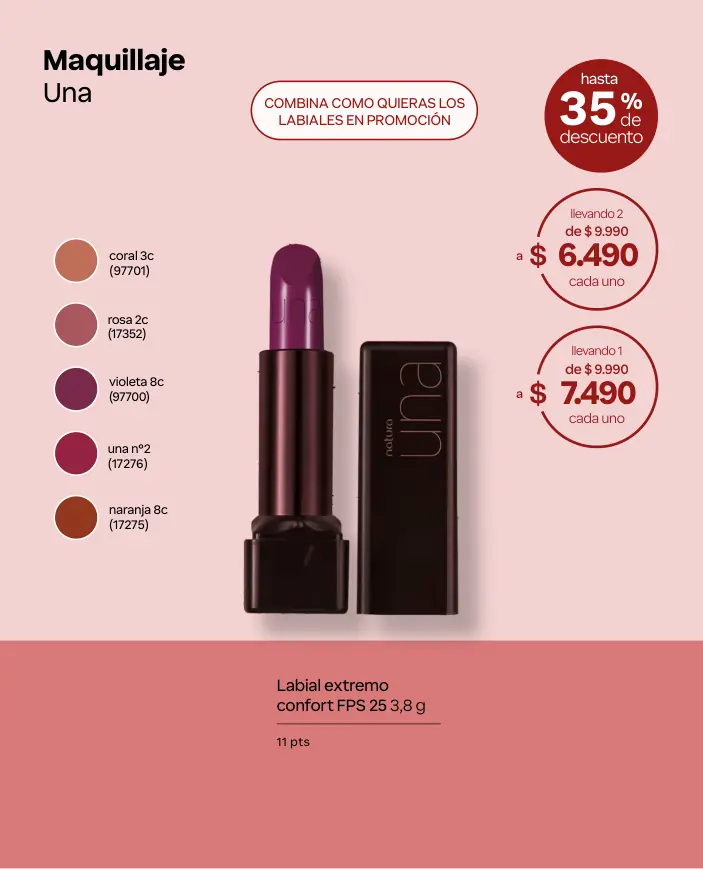 Maquillaje
Una
COMBINA COMO QUIERAS LOS
LABIALES EN PROMOCIÓN
hasta
35%
de
descuento
llevando 2
de $ 9.990
a $ 6.490
cada uno
llevando 1
de $ 9.990
a $ 7.490
cada uno
coral 3c
(97701)
rosa 2c
(17352)
violeta 8c
(97700)
una nº2
(17276)
naranja 8c
(17275)
una
natura
una
Labial extremo
confort FPS 25 3,8 g
11 pts